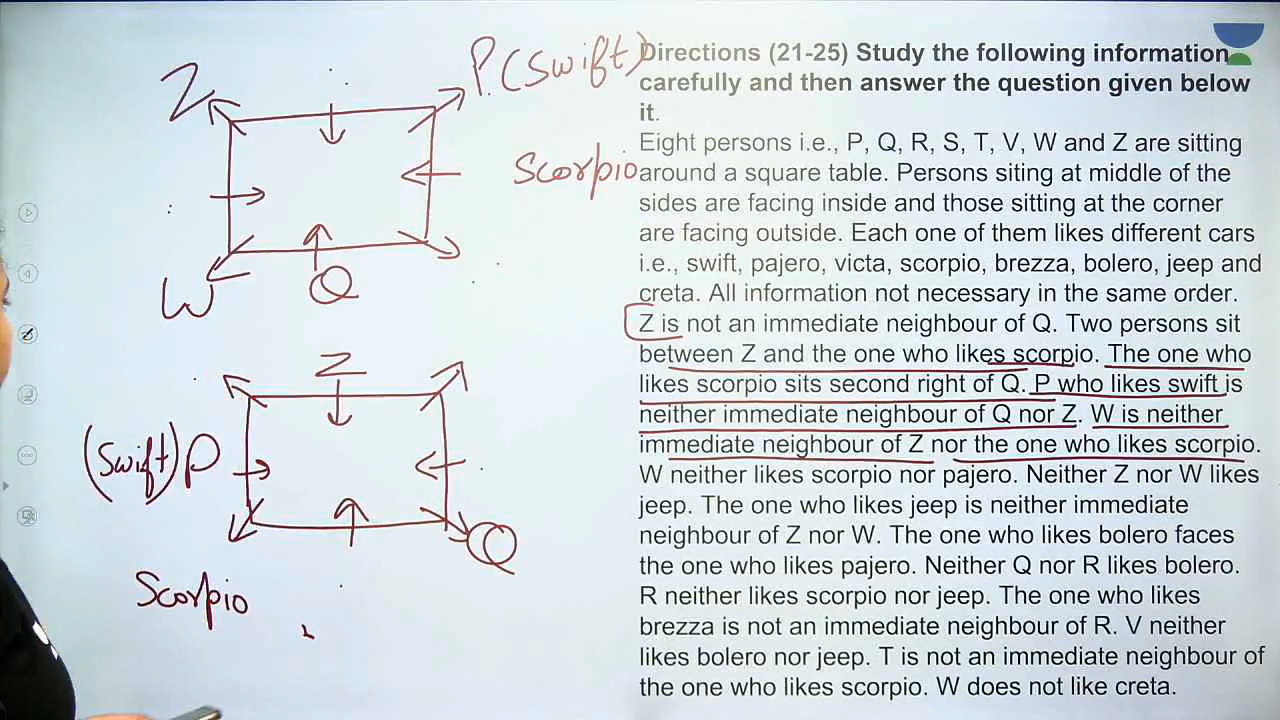 Z
P (Swift)
Scorpio
W
Q
Z
(Swift) P
Q
Scorpio
Directions (21-25) Study the following information
carefully and then answer the question given below
it.
Eight persons i.e., P, Q, R, S, T, V, W and Z are sitting
around a square table. Persons siting at middle of the
sides are facing inside and those sitting at the corner
are facing outside. Each one of them likes different cars
i.e., swift, pajero, victa, scorpio, brezza, bolero, jeep and
creta. All information not necessary in the same order.
Z is not an immediate neighbour of Q. Two persons sit
between Z and the one who likes scorpio. The one who
likes scorpio sits second right of Q. P who likes swift is
neither immediate neighbour of Q nor Z. W is neither
immediate neighbour of Z nor the one who likes scorpio.
W neither likes scorpio nor pajero. Neither Z nor W likes
jeep. The one who likes jeep is neither immediate
neighbour of Z nor W. The one who likes bolero faces
the one who likes pajero. Neither Q nor R likes bolero.
R neither likes scorpio nor jeep. The one who likes
brezza is not an immediate neighbour of R. V neither
likes bolero nor jeep. T is not an immediate neighbour of
the one who likes scorpio. W does not like creta.